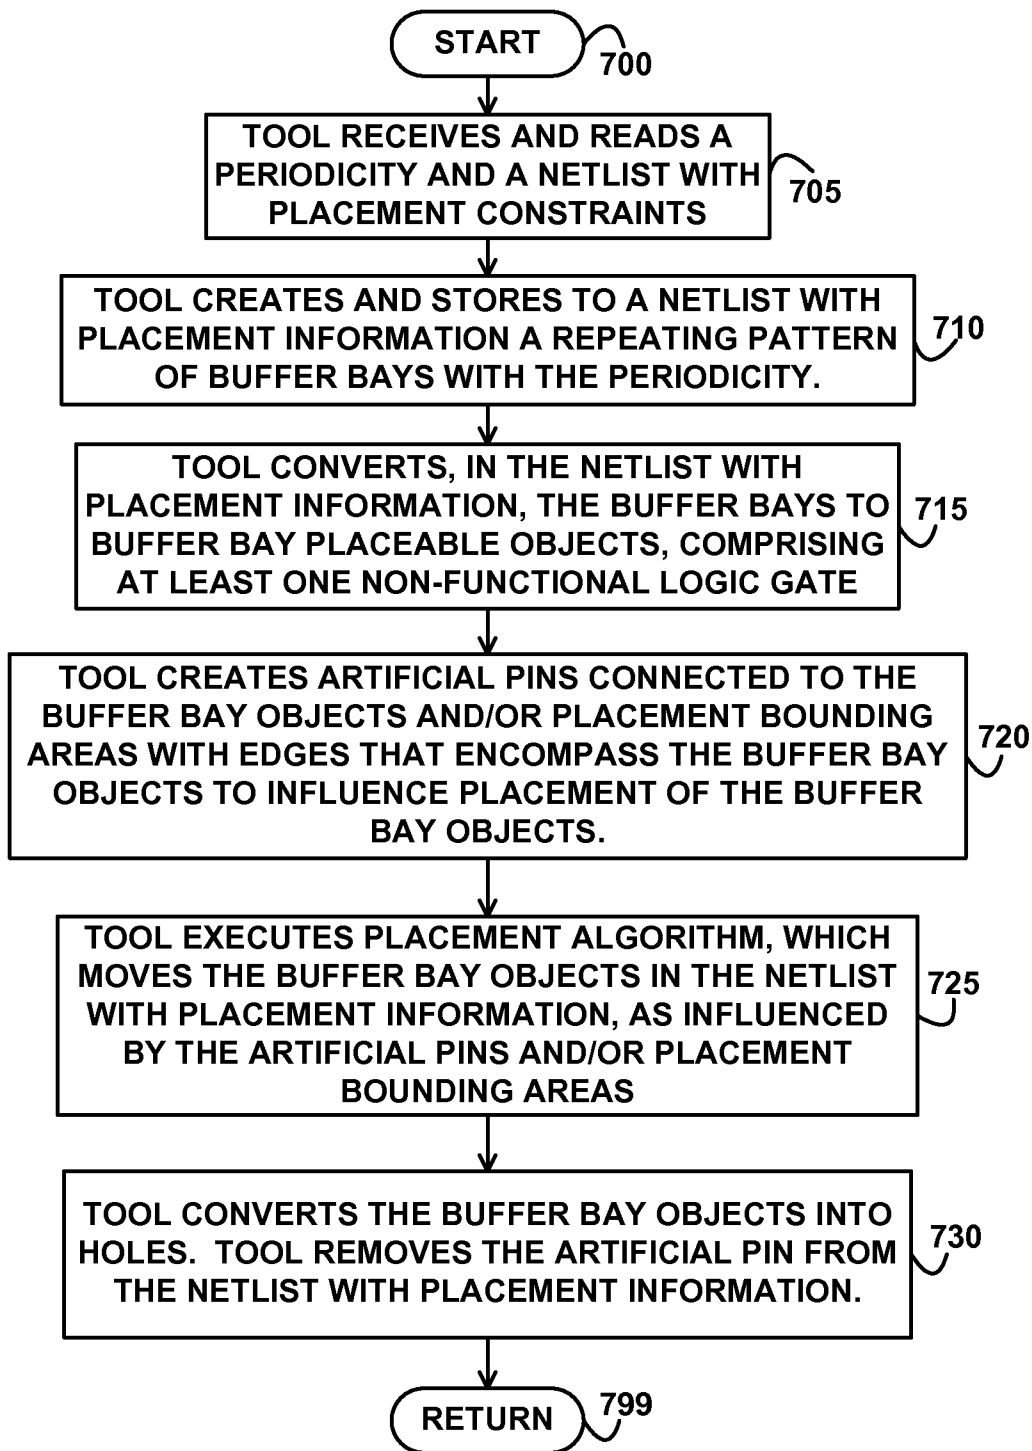 START
700
TOOL RECEIVES AND READS A
PERIODICITY AND A NETLIST WITH
PLACEMENT CONSTRAINTS
705
TOOL CREATES AND STORES TO A NETLIST WITH
PLACEMENT INFORMATION A REPEATING PATTERN
OF BUFFER BAYS WITH THE PERIODICITY.
710
TOOL CONVERTS, IN THE NETLIST WITH
PLACEMENT INFORMATION, THE BUFFER BAYS TO
BUFFER BAY PLACEABLE OBJECTS, COMPRISING
AT LEAST ONE NON-FUNCTIONAL LOGIC GATE
715
TOOL CREATES ARTIFICIAL PINS CONNECTED TO THE
BUFFER BAY OBJECTS AND/OR PLACEMENT BOUNDING
AREAS WITH EDGES THAT ENCOMPASS THE BUFFER BAY
OBJECTS TO INFLUENCE PLACEMENT OF THE BUFFER
BAY OBJECTS.
720
TOOL EXECUTES PLACEMENT ALGORITHM, WHICH
MOVES THE BUFFER BAY OBJECTS IN THE NETLIST
WITH PLACEMENT INFORMATION, AS INFLUENCED
BY THE ARTIFICIAL PINS AND/OR PLACEMENT
BOUNDING AREAS
725
TOOL CONVERTS THE BUFFER BAY OBJECTS INTO
HOLES.  TOOL REMOVES THE ARTIFICIAL PIN FROM
THE NETLIST WITH PLACEMENT INFORMATION.
730
RETURN
799